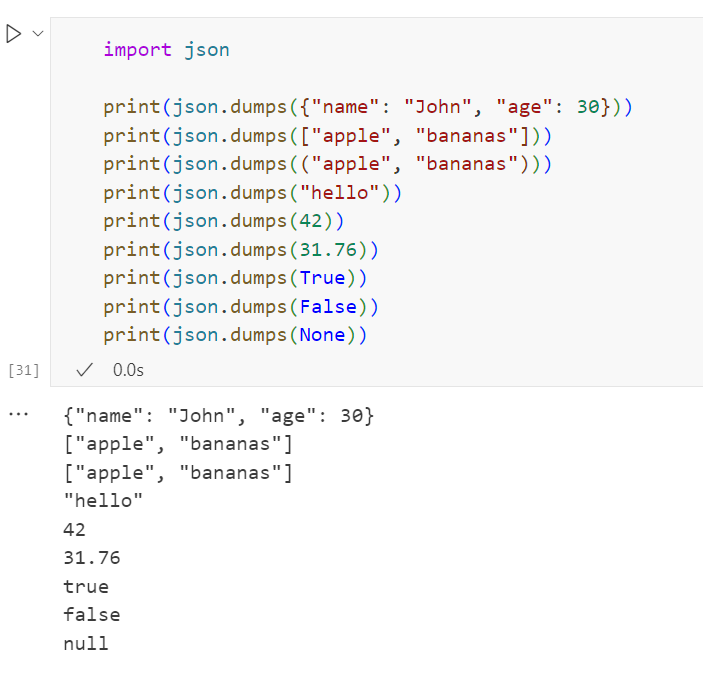 import json
print(json.dumps({"name": "John", "age": 30}))
print(json.dumps(["apple", "bananas"]))
print(json.dumps(("apple", "bananas")))
print(json.dumps("hello"))
print(json.dumps(42))
print(json.dumps(31.76))
print(json.dumps(True))
print(json.dumps(False))
print(json.dumps(None))
[31] 0.0s
{"name": "John", "age": 30}
["apple", "bananas"]
["apple", "bananas"]
"hello"
42
31.76
true
false
null